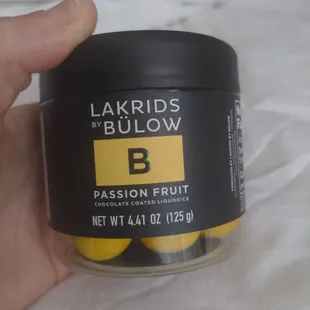 LAKRIDS
BY BÜLOW
B
PASSION FRUIT
CHOCOLATE COATED LIQUORICE
NET WT 4.41 OZ (125 g)